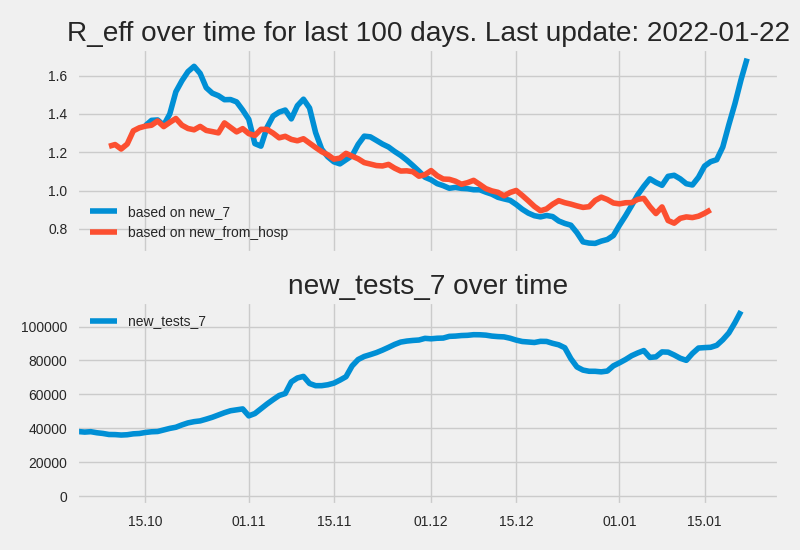 R_eff over time for last 100 days. Last update: 2022-01-22
1.6
1.4
1.2
1.0
0.8
based on new_7
based on new_from_hosp
new_tests_7 over time
new_tests_7
100000
80000
60000
40000
20000
0
15.10 01.11 15.11 01.12 15.12 01.01 15.01